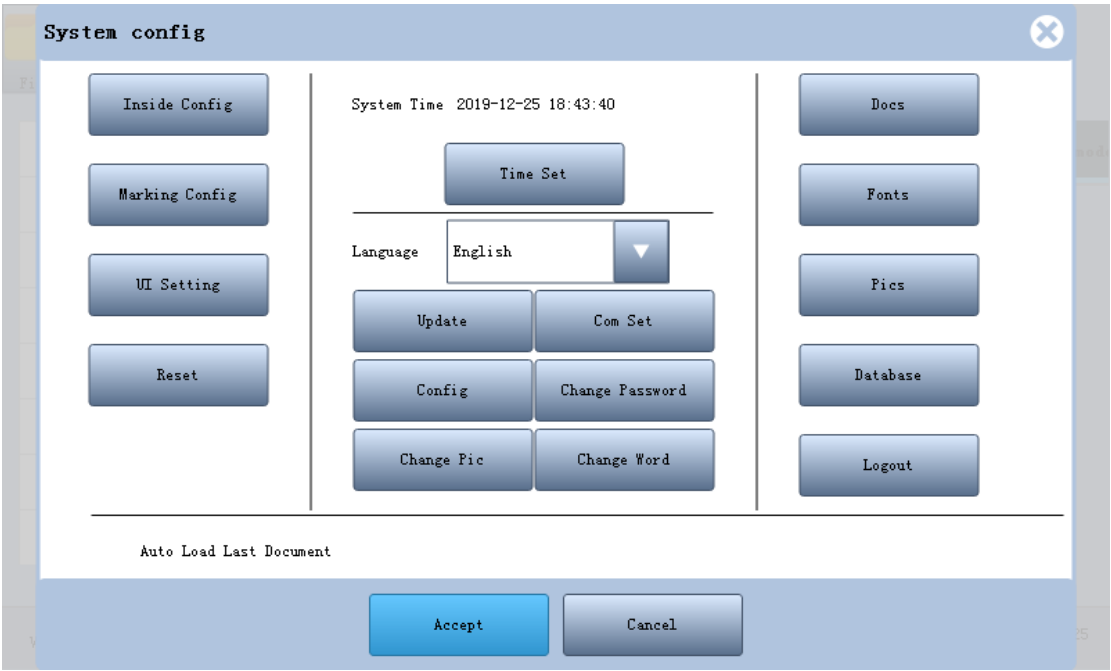 System config
Inside Config
Marking Config
UI Setting
Reset
System Time 2019-12-25 18:43:40
Time Set
Language English
Update Com Set
Config Change Password
Change Pic Change Word
Docs
Fonts
Pics
Database
Logout
Auto Load Last Document
Accept Cancel